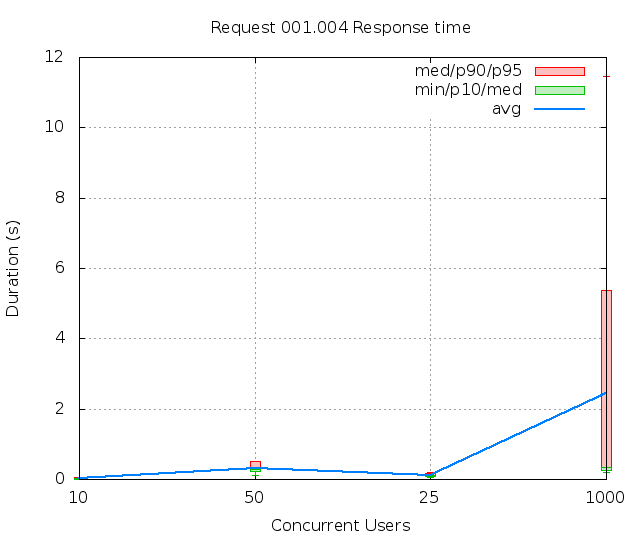 Request 001.004 Response time
12
10
8
6
4
2
0
Duration (s)
med/p90/p95
min/p10/med
avg
10 50 25 1000
Concurrent Users